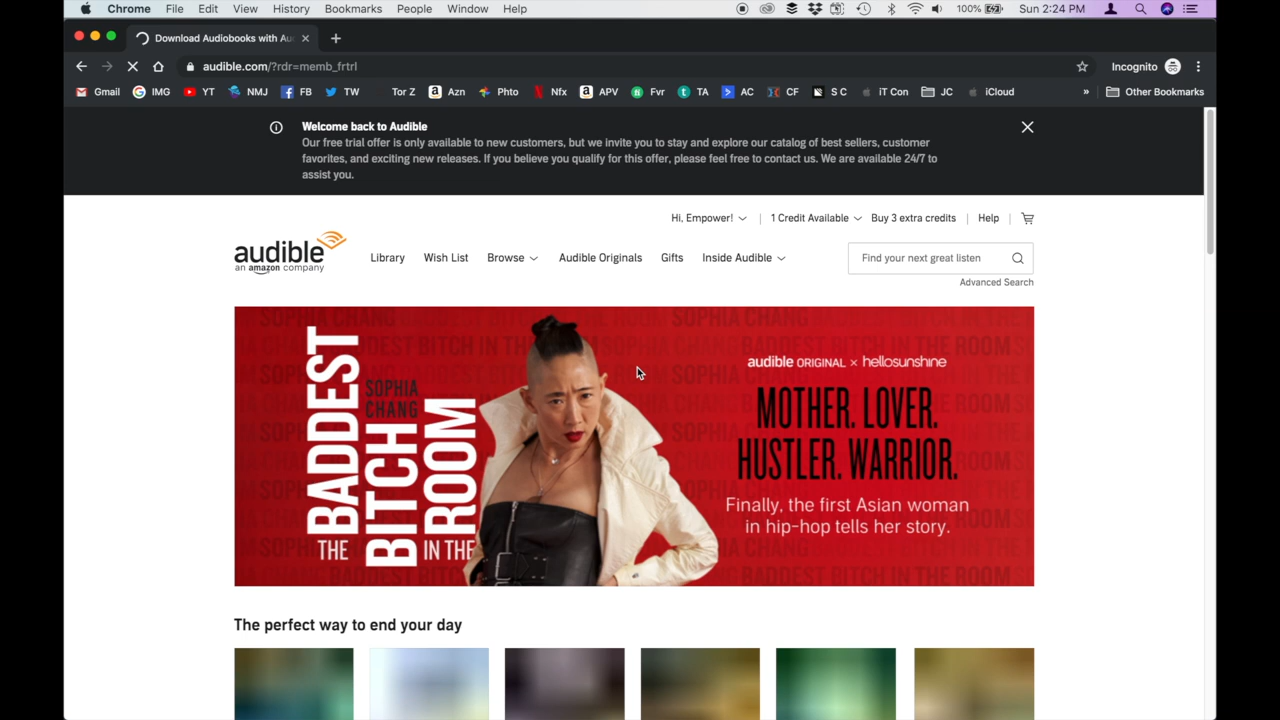 Chrome File Edit View History Bookmarks People Window Help 100% Sun 2:24 PM
Download Audiobooks with Au
audible.com/?rdr=memb_frtrl Incognito
Gmail IMG YT NMJ FB TW Tor Z Azn Phto Nfx APV Fvr TA AC CF S C iT Con JC iCloud » Other Bookmarks
Welcome back to Audible
Our free trial offer is only available to new customers, but we invite you to stay and explore our catalog of best sellers, customer
favorites, and exciting new releases. If you believe you qualify for this offer, please feel free to contact us. We are available 24/7 to
assist you.
Hi, Empower! 1 Credit Available Buy 3 extra credits Help
audible
an amazon company
Library Wish List Browse Audible Originals Gifts Inside Audible
Find your next great listen
Advanced Search
THE BADDEST
SOPHIA
CHANG
BITCH
IN THE ROOM
audible ORIGINAL × hellosunshine
MOTHER. LOVER.
HUSTLER. WARRIOR.
Finally, the first Asian woman
in hip-hop tells her story.
The perfect way to end your day